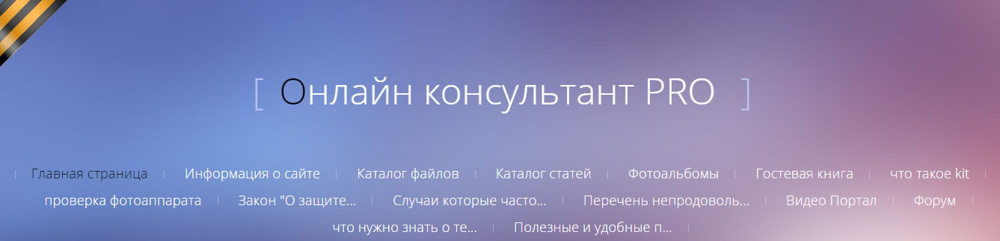 [ Онлайн консультант PRO ]
Главная страница | Информация о сайте | Каталог файлов | Каталог статей | Фотоальбомы | Гостевая книга | что такое kit
проверка фотоаппарата | Закон "О защите... | Случаи которые часто... | Перечень непродоволь... | Видео Портал | Форум
что нужно знать о те... | Полезные и удобные п...